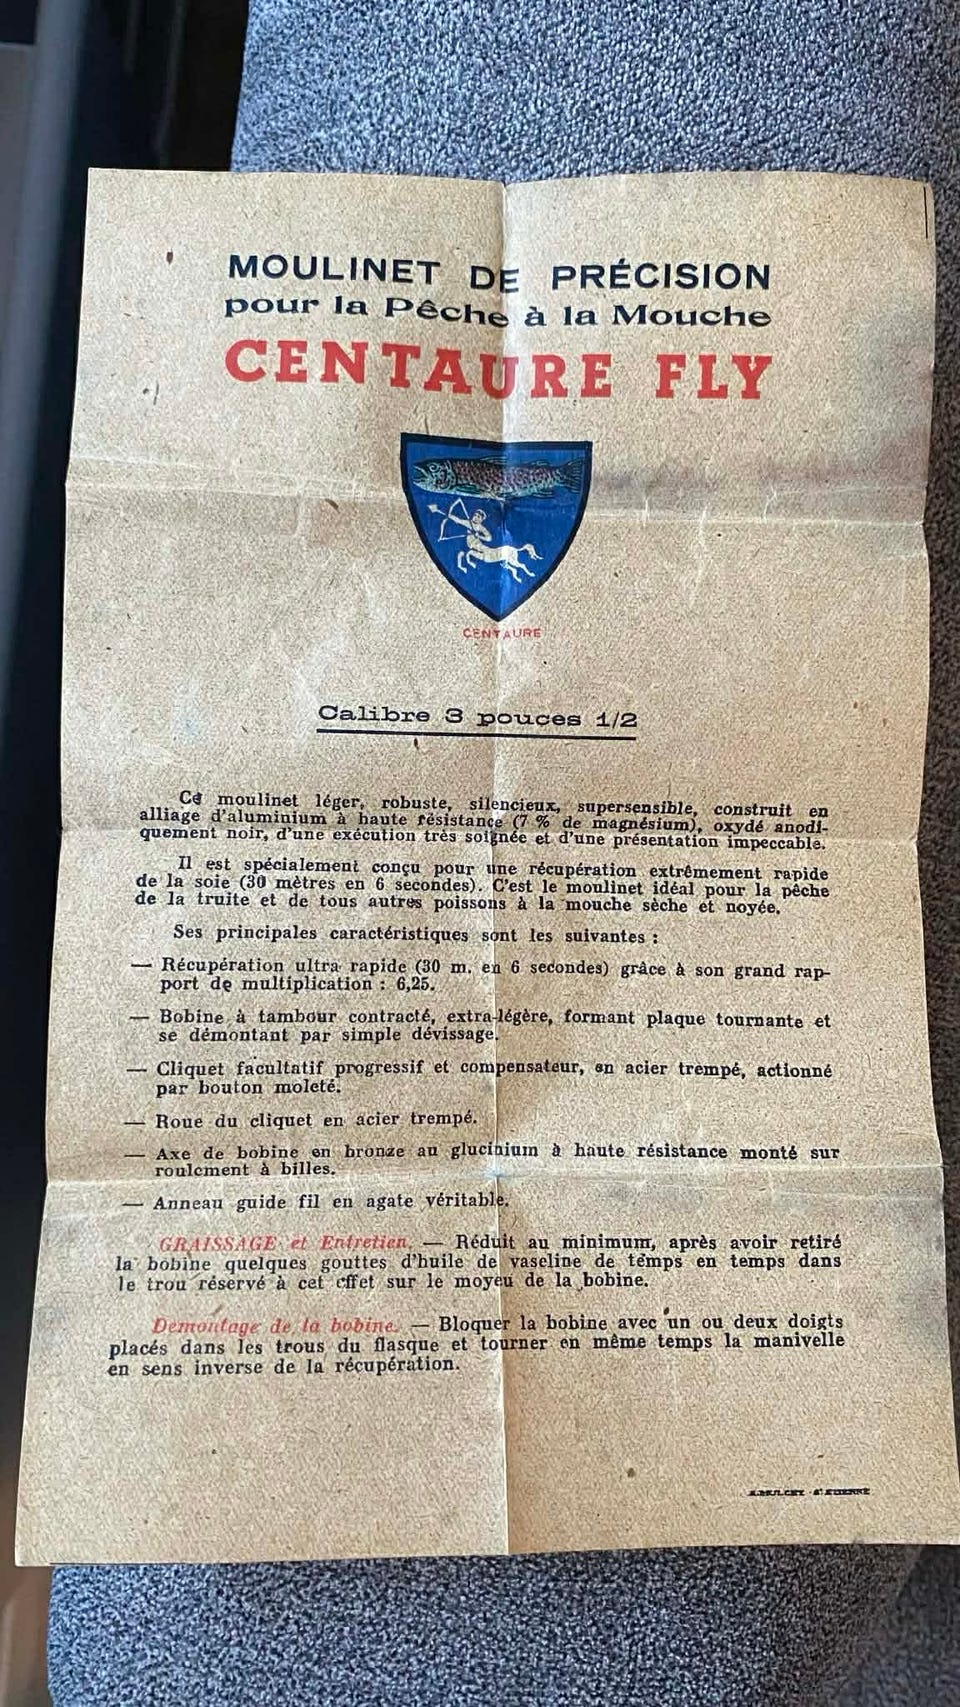 MOULINET DE PRÉCISION
pour la Pêche à la Mouche
CENTAURE FLY
CENTAURE
Calibre 3 pouces 1/2
Ce moulinet léger, robuste, silencieux, supersensible, construit en
alliage d'aluminium à haute résistance (7 % de magnésium), oxydé anodi-
quement noir, d'une exécution très soignée et d'une présentation impeccable.
Il est spécialement conçu pour une récupération extrêmement rapide
de la soie (30 mètres en 6 secondes). C'est le moulinet idéal pour la pêche
de la truite et de tous autres poissons à la mouche sèche et noyée.
Ses principales caractéristiques sont les suivantes :
— Récupération ultra rapide (30 m. en 6 secondes) grâce à son grand rap-
port de multiplication : 6,25.
— Bobine à tambour contracté, extra-légère, formant plaque tournante et
se démontant par simple dévissage.
— Cliquet facultatif progressif et compensateur, en acier trempé, actionné
par bouton moleté.
— Roue du cliquet en acier trempé.
— Axe de bobine en bronze au glucinium à haute résistance monté sur
roulement à billes.
— Anneau guide fil en agate véritable.
GRAISSAGE et Entretien. — Réduit au minimum, après avoir retiré
la bobine quelques gouttes d'huile de vaseline de temps en temps dans
le trou réservé à cet effet sur le moyeu de la bobine.
Demontage de la bobine. — Bloquer la bobine avec un ou deux doigts
placés dans les trous du flasque et tourner en même temps la manivelle
en sens inverse de la récupération.
ST ETIENNE